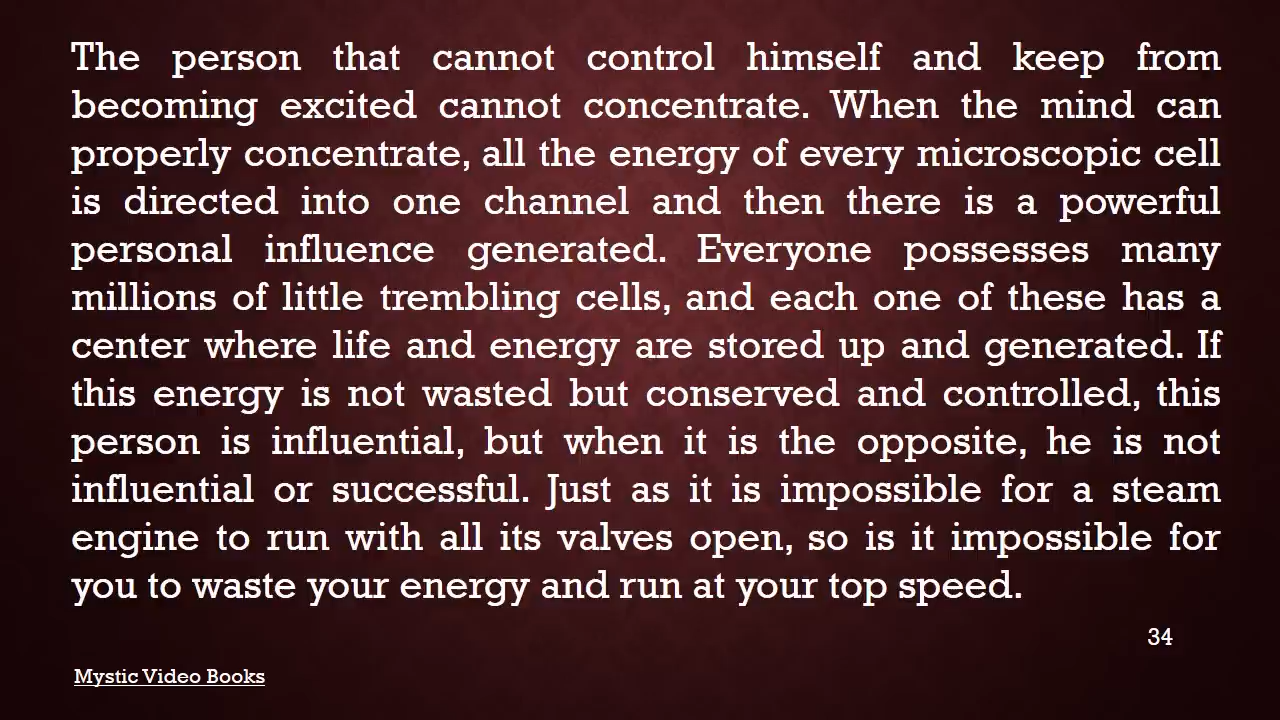 The person that cannot control himself and keep from
becoming excited cannot concentrate. When the mind can
properly concentrate, all the energy of every microscopic cell
is directed into one channel and then there is a powerful
personal influence generated. Everyone possesses many
millions of little trembling cells, and each one of these has a
center where life and energy are stored up and generated. If
this energy is not wasted but conserved and controlled, this
person is influential, but when it is the opposite, he is not
influential or successful. Just as it is impossible for a steam
engine to run with all its valves open, so is it impossible for
you to waste your energy and run at your top speed.
34
Mystic Video Books